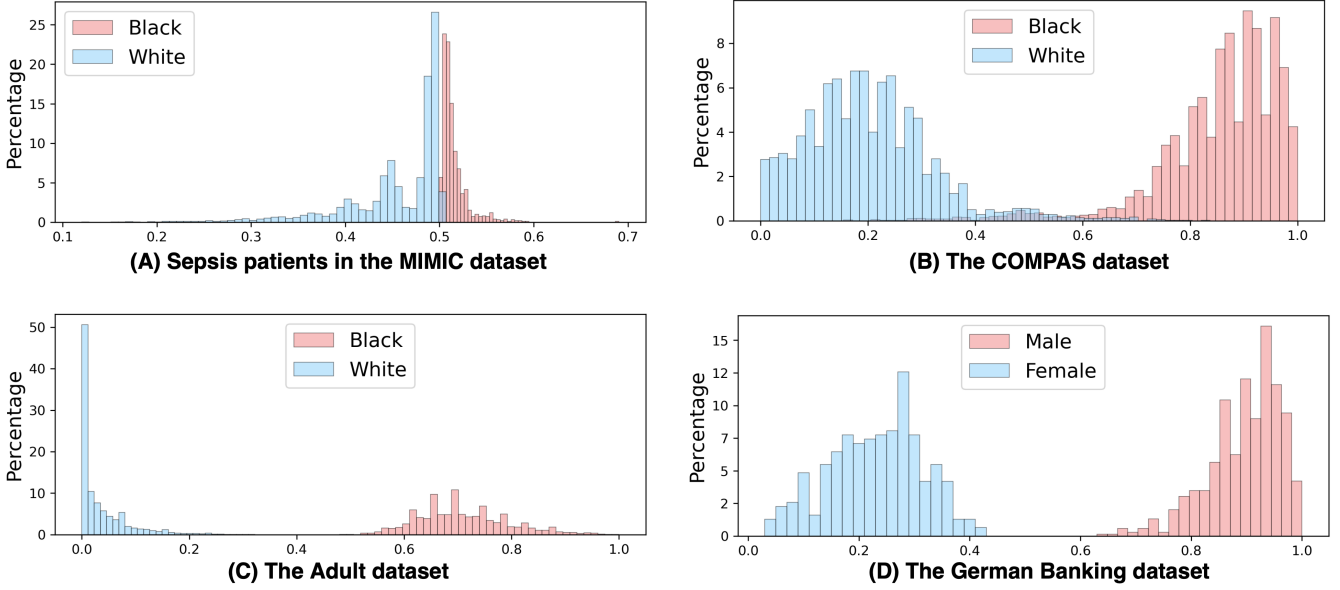 25
20
15
10
5
0
Percentage
Black
White
0.1 0.2 0.3 0.4 0.5 0.6 0.7
(A) Sepsis patients in the MIMIC dataset
8
6
4
2
0
Percentage
Black
White
0.0 0.2 0.4 0.6 0.8 1.0
(B) The COMPAS dataset
50
40
30
20
10
0
Percentage
Black
White
0.0 0.2 0.4 0.6 0.8 1.0
(C) The Adult dataset
15
12
10
7
5
2
0
Percentage
Male
Female
0.0 0.2 0.4 0.6 0.8 1.0
(D) The German Banking dataset